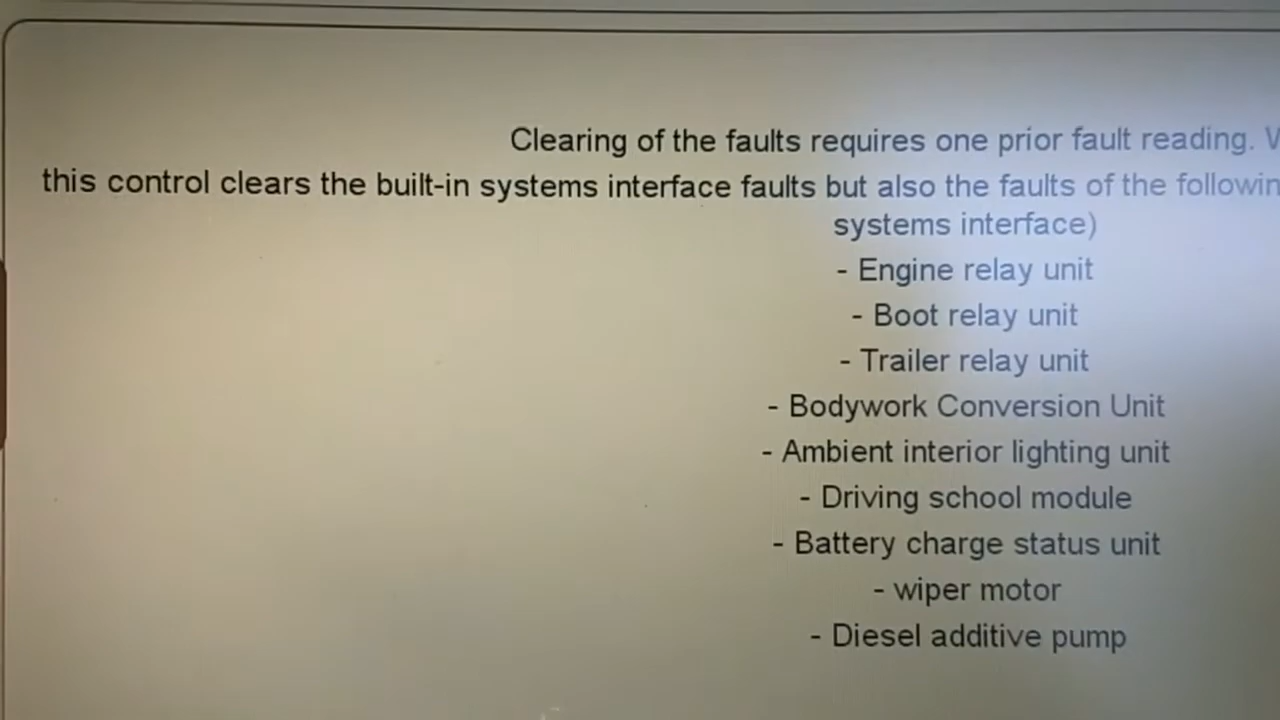 Clearing of the faults requires one prior fault reading.
this control clears the built-in systems interface faults but also the faults of the
systems interface)
- Engine relay unit
- Boot relay unit
- Trailer relay unit
- Bodywork Conversion Unit
- Ambient interior lighting unit
- Driving school module
- Battery charge status unit
- wiper motor
- Diesel additive pump